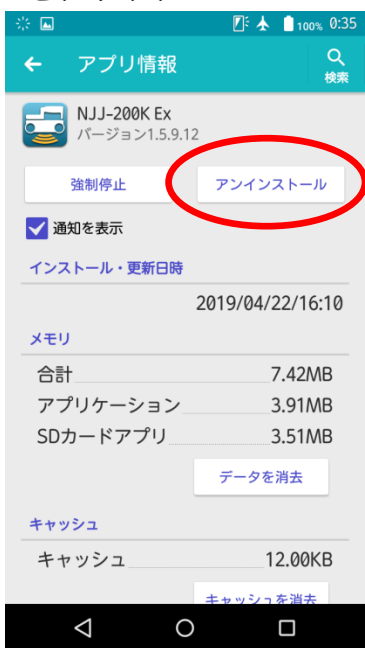 100% 0:35
アプリ情報
検索
NJJ-200K Ex
バージョン1.5.9.12
強制停止
アンインストール
通知を表示
インストール・更新日時
2019/04/22/16:10
メモリ
合計 7.42MB
アプリケーション 3.91MB
SDカードアプリ 3.51MB
データを消去
キャッシュ
キャッシュ 12.00KB
キャッシュを消去